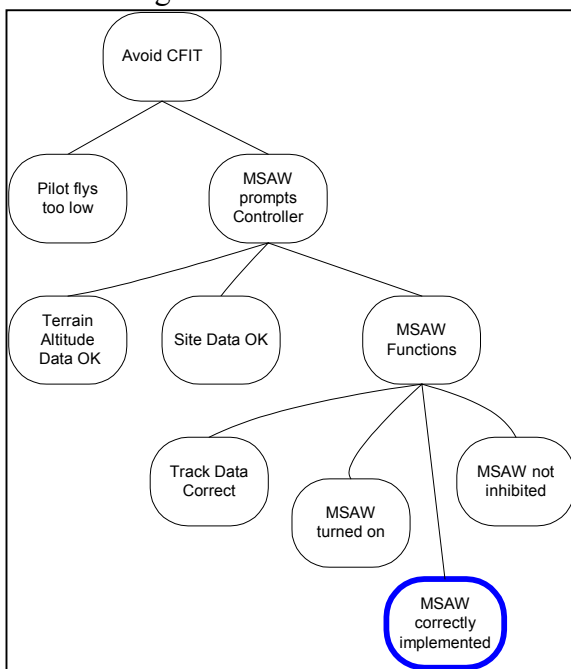 Avoid CFIT
Pilot flys
too low
MSAW
prompts
Controller
Terrain
Altitude
Data OK
Site Data OK
MSAW
Functions
Track Data
Correct
MSAW
turned on
MSAW not
inhibited
MSAW
correctly
implemented